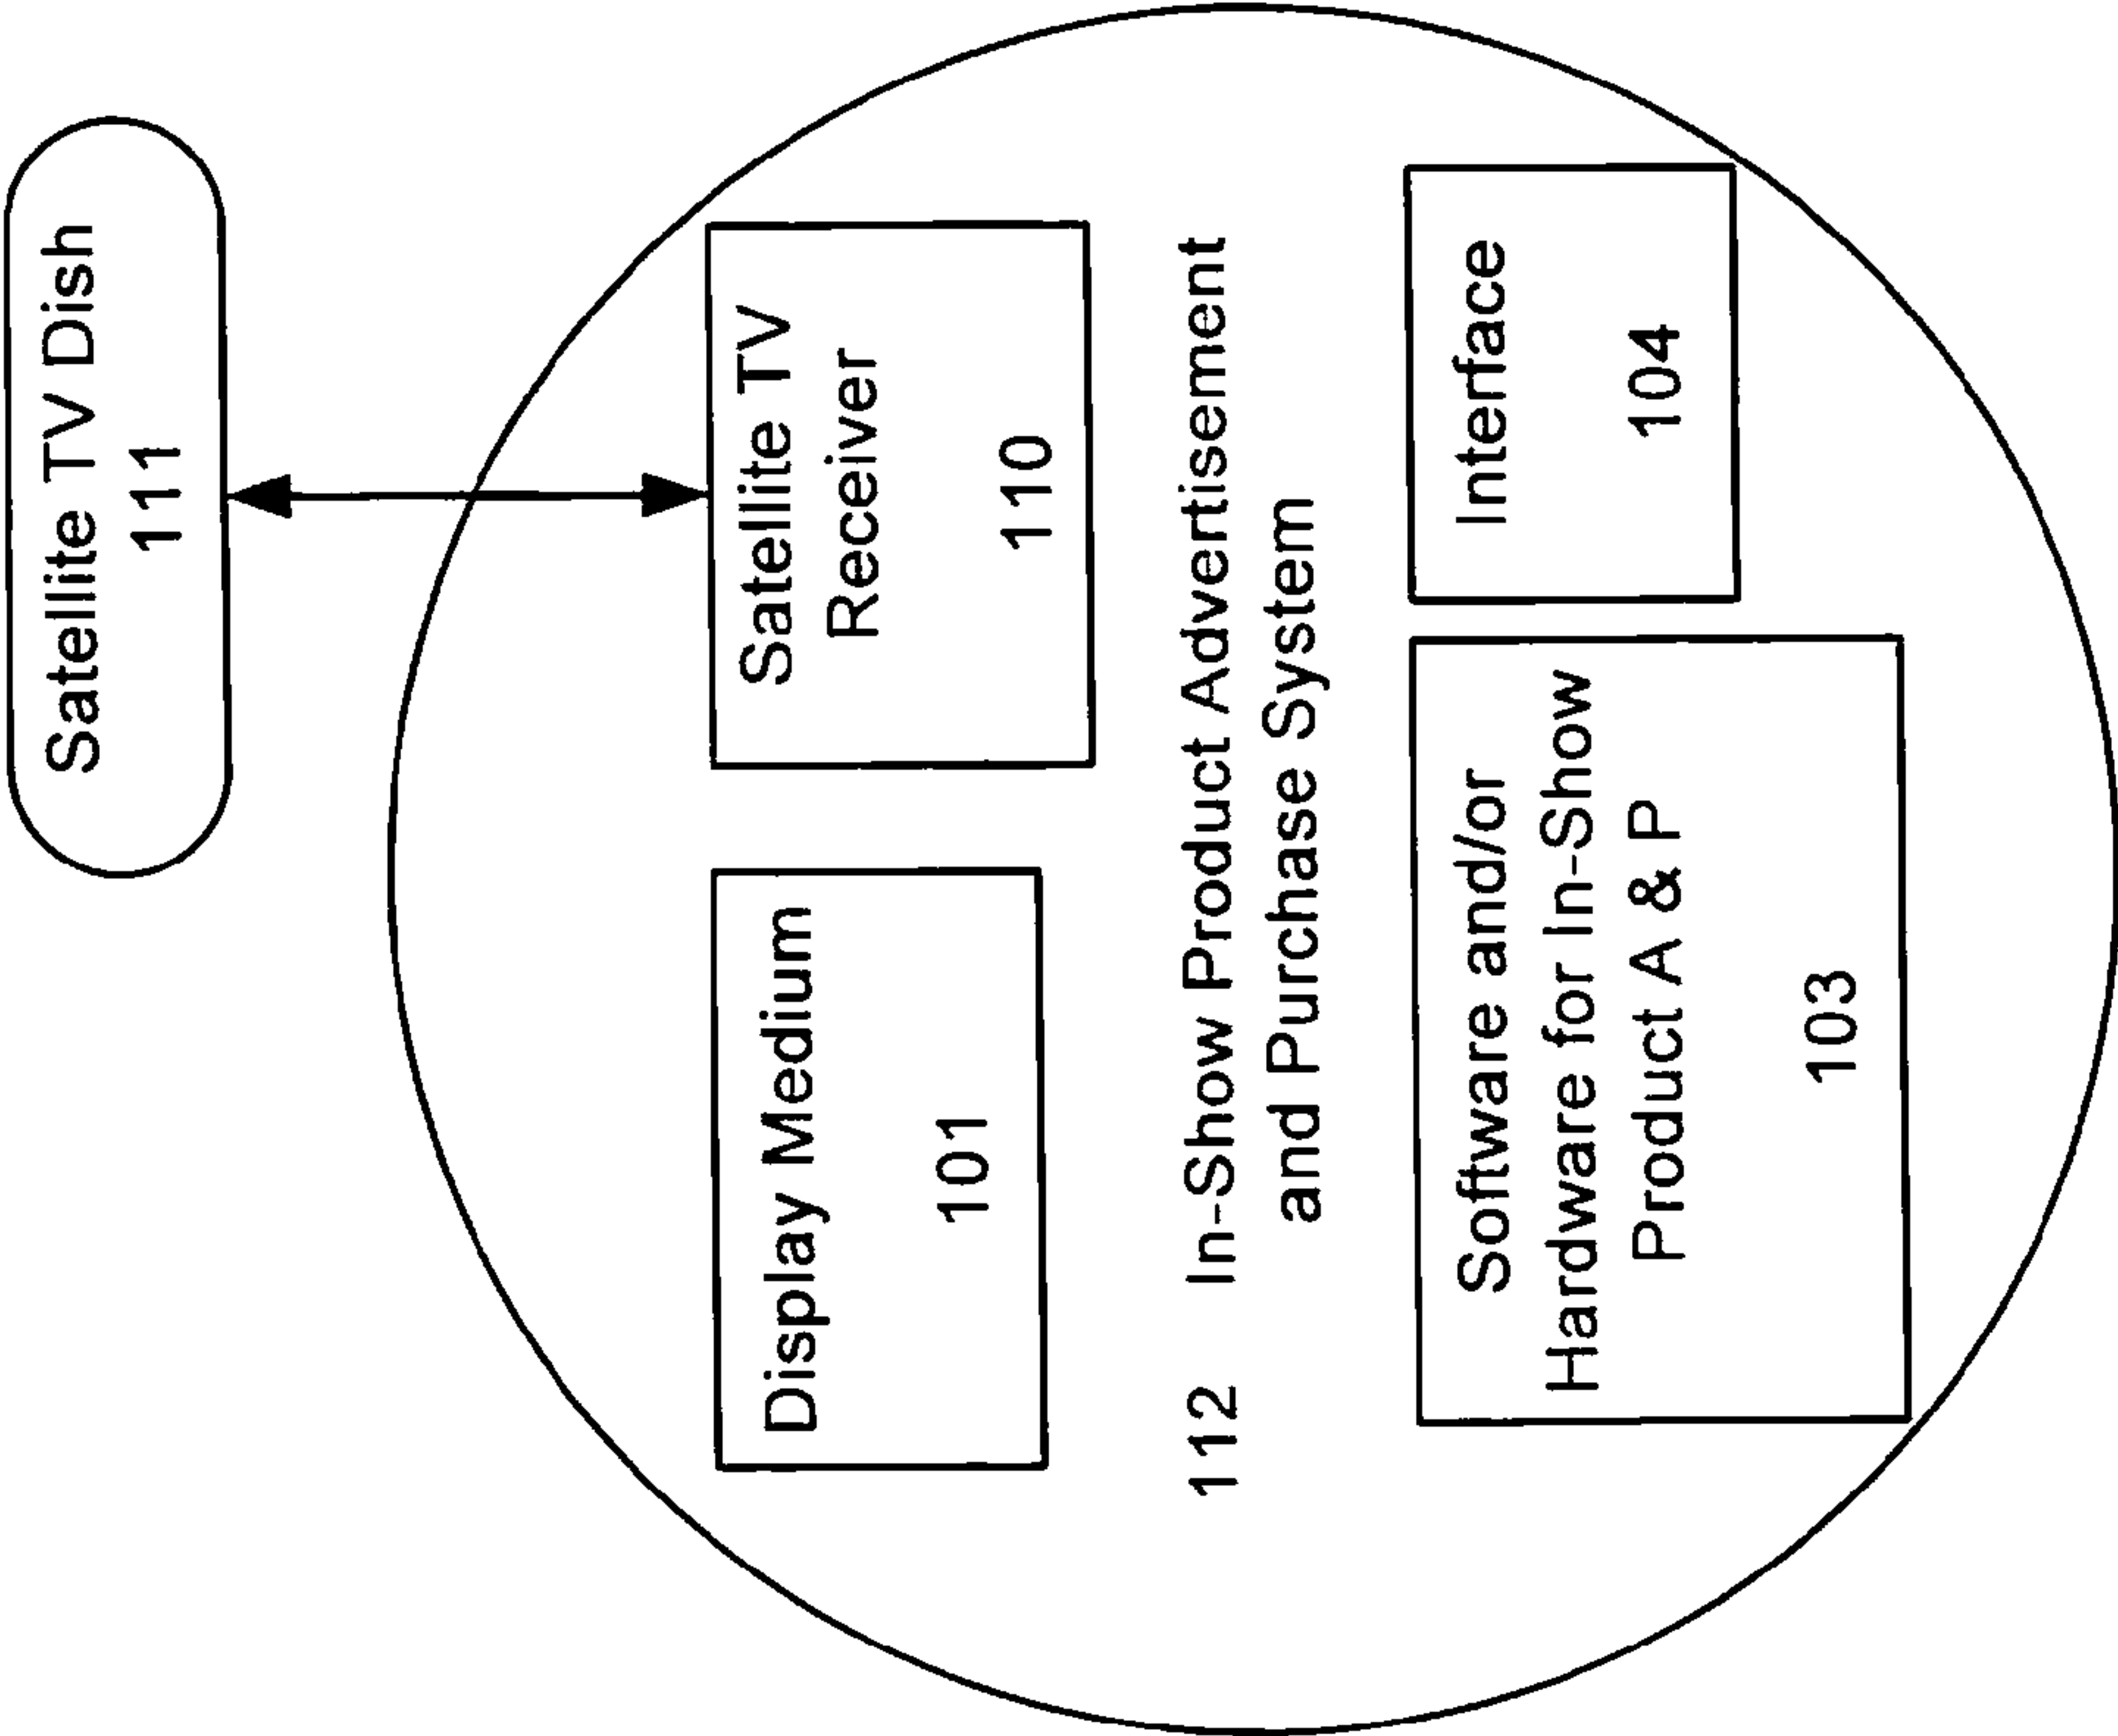 Satellite TV Dish
111
Display Medium
101
Satellite TV
Receiver
110
112 In-Show Product Advertisement
and Purchase System
Software and/or
Hardware for In-Show
Product A & P
103
Interface
104